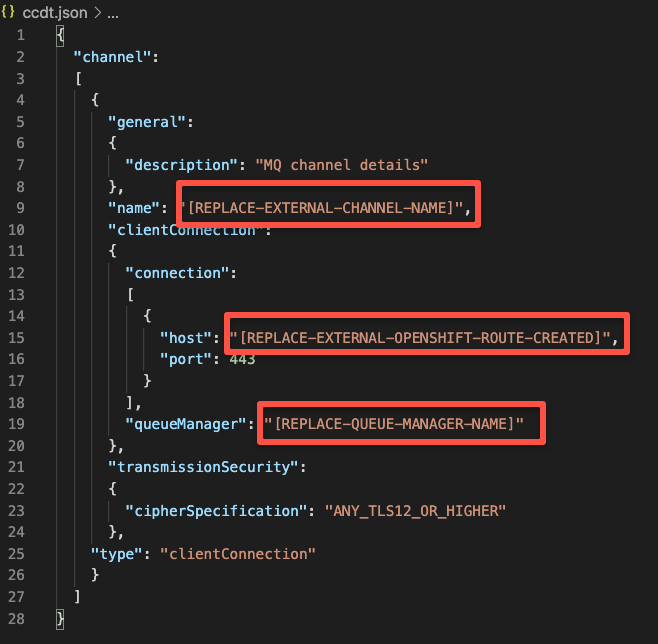 {} ccdt.json > ...
1 {
2   "channel":
3   [
4     {
5       "general":
6       {
7         "description": "MQ channel details"
8       },
9       "name": "[REPLACE-EXTERNAL-CHANNEL-NAME]",
10       "clientConnection":
11       {
12         "connection":
13         [
14           {
15             "host": "[REPLACE-EXTERNAL-OPENSHIFT-ROUTE-CREATED]",
16             "port": 443
17           }
18         ],
19         "queueManager": "[REPLACE-QUEUE-MANAGER-NAME]"
20       },
21       "transmissionSecurity":
22       {
23         "cipherSpecification": "ANY_TLS12_OR_HIGHER"
24       },
25     "type": "clientConnection"
26     }
27   ]
28 }